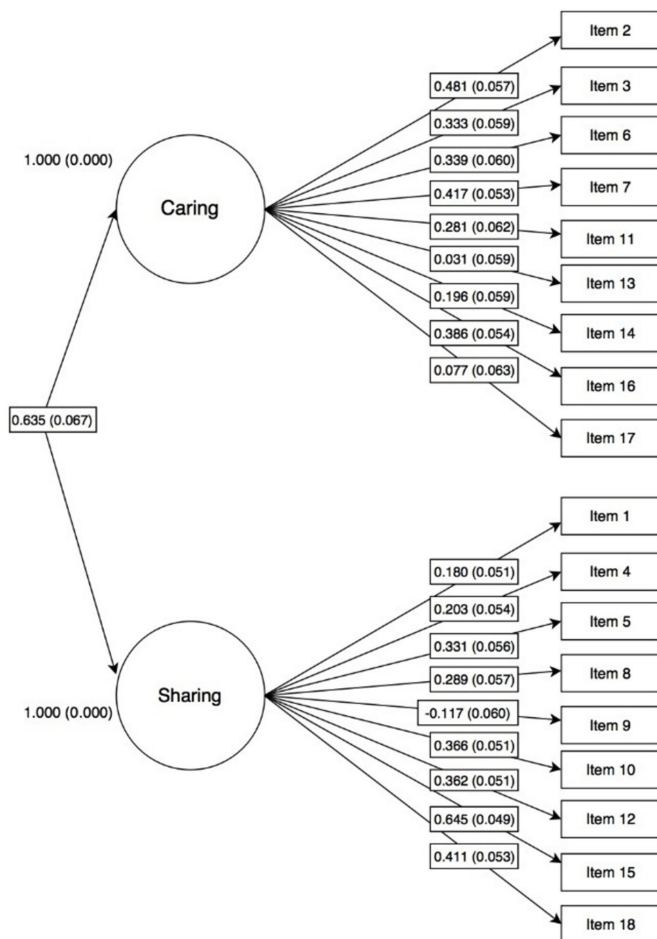 Item 2
0.481 (0.057)
Item 3
0.333 (0.059)
Item 6
0.339 (0.060)
1.000 (0.000)
Item 7
0.417 (0.053)
Caring
0.281 (0.062)
Item 11
0.031 (0.059)
Item 13
0.196 (0.059)
Item 14
0.386 (0.054)
0.077 (0.063)
Item 16
0.635 (0.067)
Item 17
Item 1
0.180 (0.051)
Item 4
0.203 (0.054)
Item 5
0.331 (0.056)
Item 8
0.289 (0.057)
Sharing
1.000 (0.000)
-0.117 (0.060)
Item 9
0.366 (0.051)
Item 10
0.362 (0.051)
Item 12
0.645 (0.049)
0.411 (0.053)
Item 15
Item 18